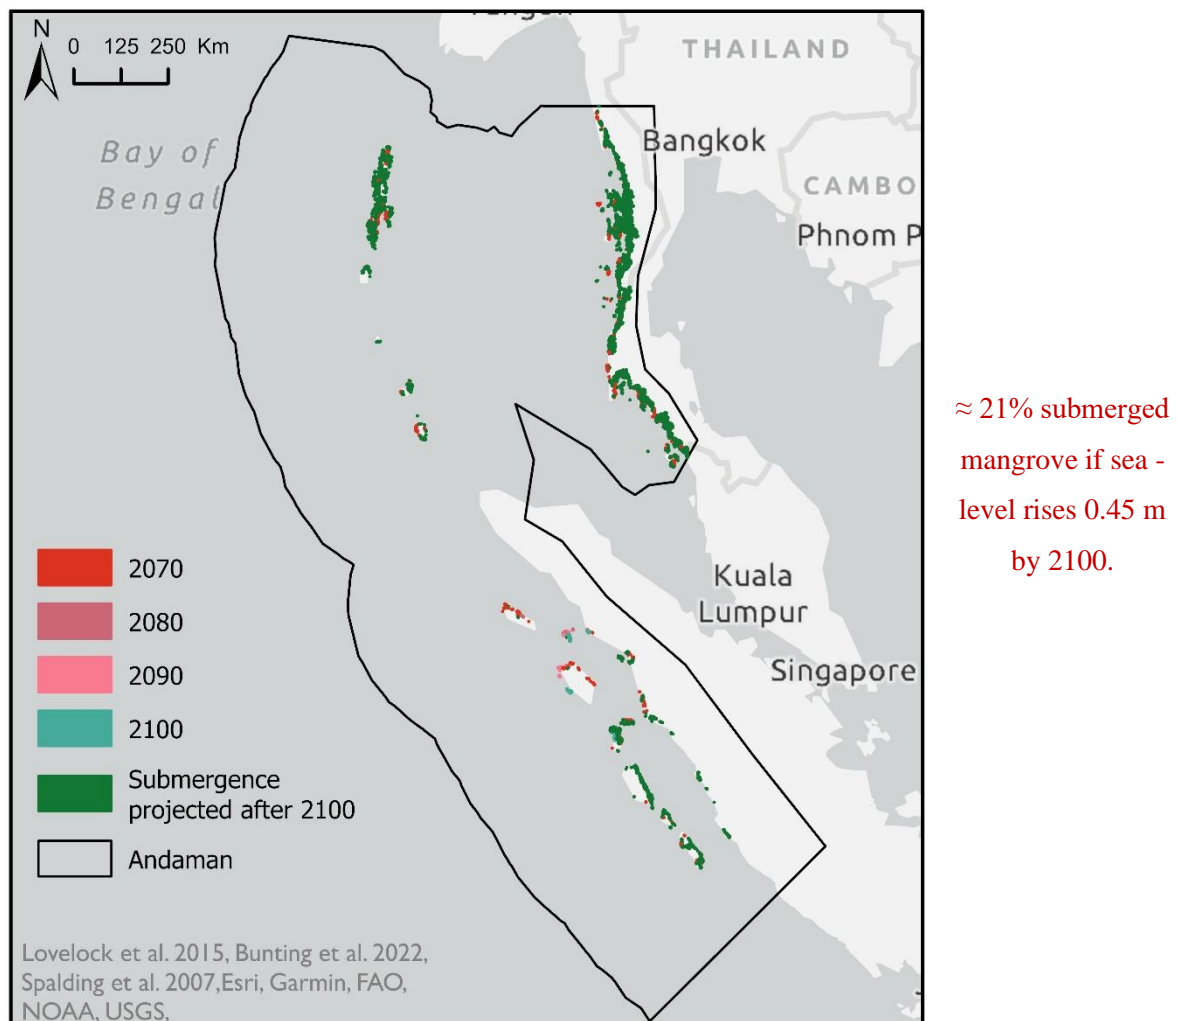 N
0 125 250 Km
THAILAND
Bay of
Bengal
Bangkok
CAMBO
Phnom P
2070
2080
2090
2100
Submergence
projected after 2100
Andaman
Kuala
Lumpur
Singapore
Lovelock et al. 2015, Bunting et al. 2022,
Spalding et al. 2007,Esri, Garmin, FAO,
NOAA, USGS,
≈ 21% submerged
mangrove if sea -
level rises 0.45 m
by 2100.